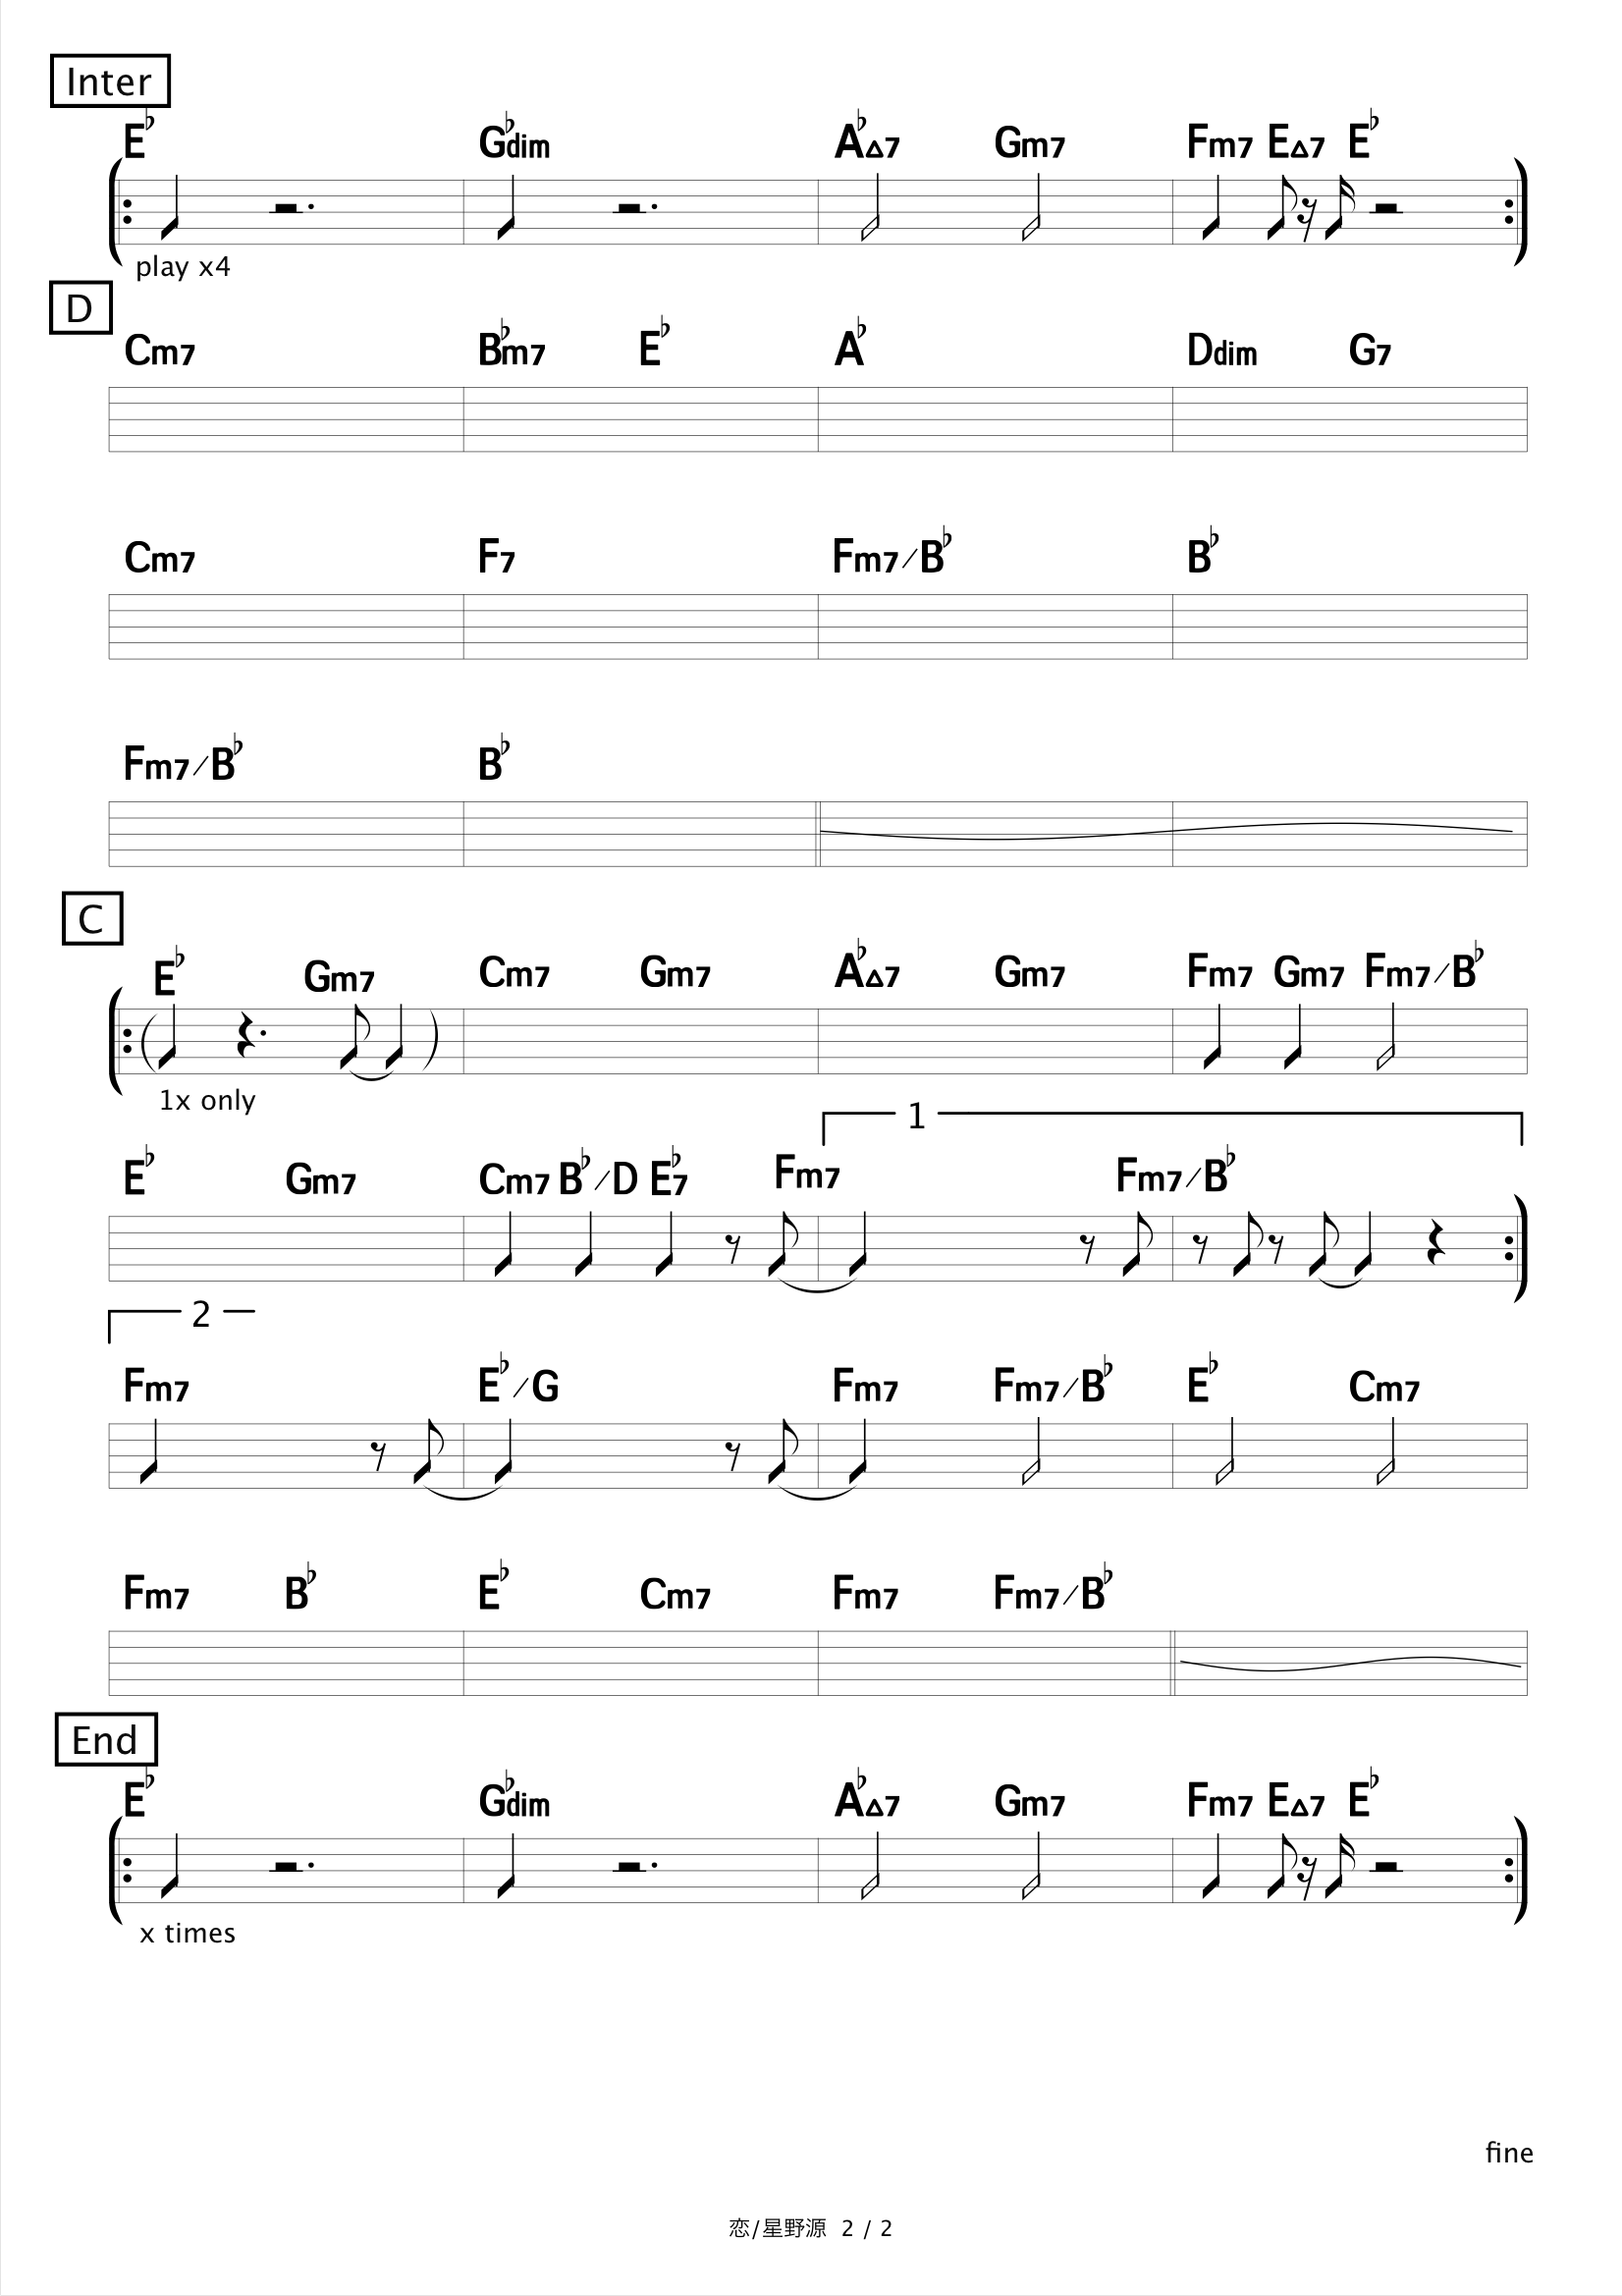 Inter
E♭ G♭dim A♭△7 Gm7 Fm7 E△7 E♭
play x4
D
Cm7 B♭m7 E♭ A♭ Ddim G7
Cm7 F7 Fm7/B♭ B♭
Fm7/B♭ B♭
C
E♭ Gm7 Cm7 Gm7 A♭△7 Gm7 Fm7 Gm7 Fm7/B♭
1x only
1
E♭ Gm7 Cm7 B♭/D E♭7 Fm7 Fm7/B♭
2
Fm7 E♭/G Fm7 Fm7/B♭ E♭ Cm7
Fm7 B♭ E♭ Cm7 Fm7 Fm7/B♭
End
E♭ G♭dim A♭△7 Gm7 Fm7 E△7 E♭
x times
fine
恋/星野源 2 / 2